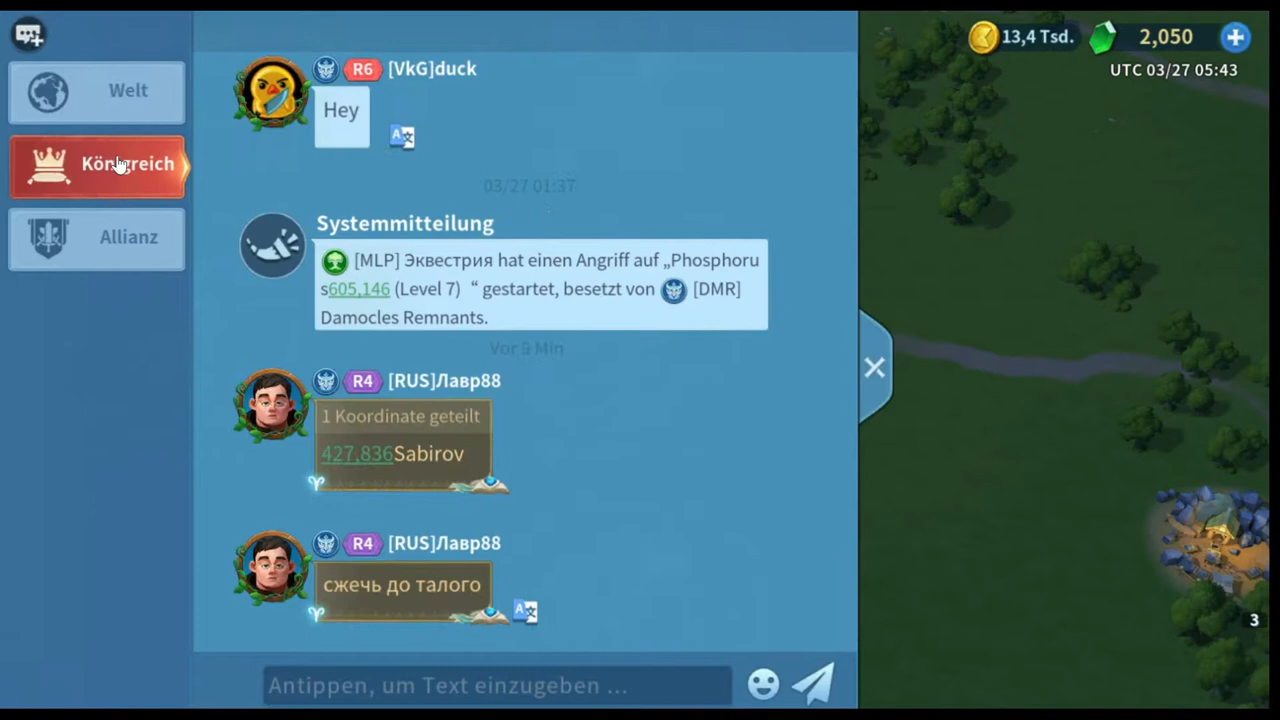 13,4 Tsd.
2,050
UTC 03/27 05:43
Welt
Königreich
Allianz
R6 [VkG]duck
Hey
03/27 01:37
Systemmitteilung
[MLP] Эквестрия hat einen Angriff auf „Phosphoru
s605,146 (Level 7) “ gestartet, besetzt von [DMR]
Damocles Remnants.
Vor 9 Min
R4 [RUS]Лавр88
1 Koordinate geteilt
427,836Sabirov
R4 [RUS]Лавр88
сжечь до талого
3
Antippen, um Text einzugeben ...